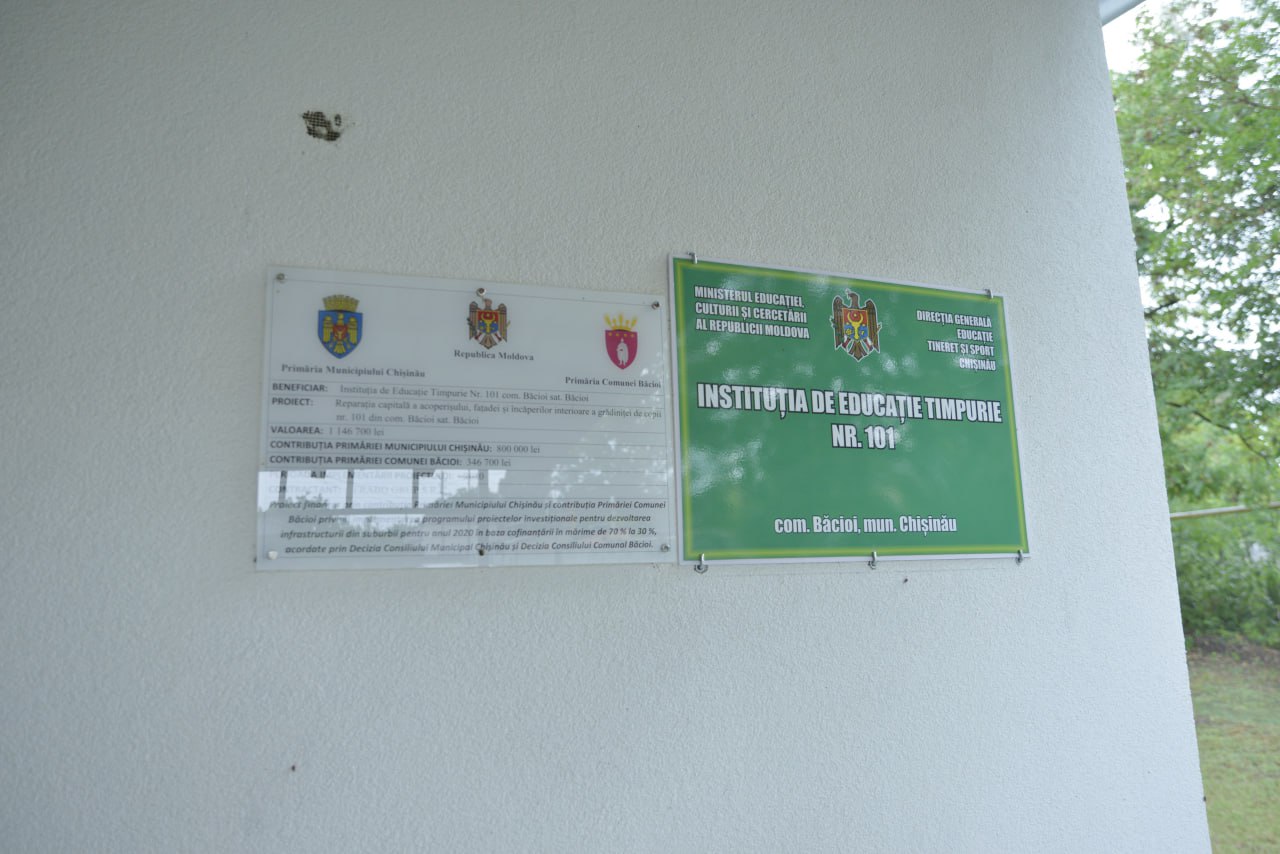 Primăria Municipiului Chișinău
Republica Moldova
Primăria Comunei Băcioi
BENEFICIAR: Instituția de Educație Timpurie Nr. 101 com. Băcioi sat. Băcioi
PROIECT: Reparația capitală a acoperișului, fațadei și încăperilor interioare a grădiniței de copii
nr. 101 din com. Băcioi sat. Băcioi
VALOAREA: 1 146 700 lei
CONTRIBUȚIA PRIMĂRIEI MUNICIPIULUI CHIȘINĂU: 800 000 lei
CONTRIBUȚIA PRIMĂRIEI COMUNEI BĂCIOI: 346 700 lei
Proiect Primăriei Municipiului Chișinău și contribuția Primăriei Comunei
Băcioi programului proiectelor investiționale pentru dezvoltarea
infrastructurii din suburbii pentru anul 2020 în baza cofinanțării în mărime de 70 % la 30 %,
acordate prin Decizia Consiliului Municipal Chișinău și Decizia Consiliului Comunal Băcioi.
MINISTERUL EDUCAȚIEI,
CULTURII ȘI CERCETĂRII
AL REPUBLICII MOLDOVA
DIRECȚIA GENERALĂ
EDUCAȚIE
TINERET ȘI SPORT
CHIȘINĂU
INSTITUȚIA DE EDUCAȚIE TIMPURIE
NR. 101
com. Băcioi, mun. Chișinău